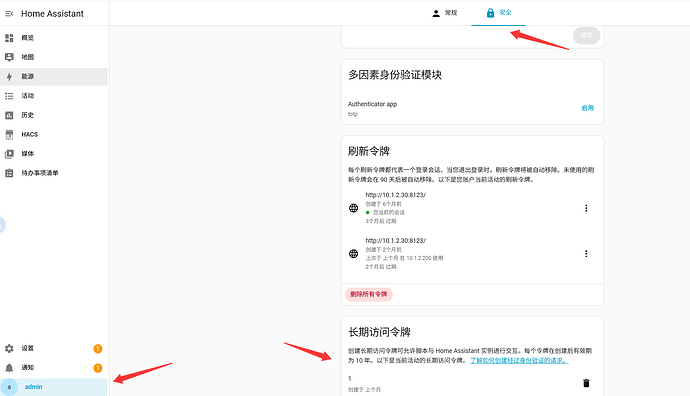 Home Assistant
常规
安全
概览
地图
能源
活动
历史
HACS
媒体
待办事项清单
设置
1
通知
1
a
admin
提交
多因素身份验证模块
Authenticator app
totp
启用
刷新令牌
每个刷新令牌都代表一个登录会话。当您退出登录时，刷新令牌将被自动移除。未使用的刷
新令牌会在 90 天后被自动移除。以下是您账户当前活动的刷新令牌。
http://10.1.2.30:8123/
创建于 6个月前
您当前的会话
3个月后 过期
http://10.1.2.30:8123/
创建于 2个月前
上次于 上个月 在 10.1.2.200 使用
2个月后 过期
删除所有令牌
长期访问令牌
创建长期访问令牌可允许脚本与 Home Assistant 实例进行交互。每个令牌在创建后有效期
为 10 年。以下是当前活动的长期访问令牌。 了解如何创建经过身份验证的请求。
1
创建于 上个月